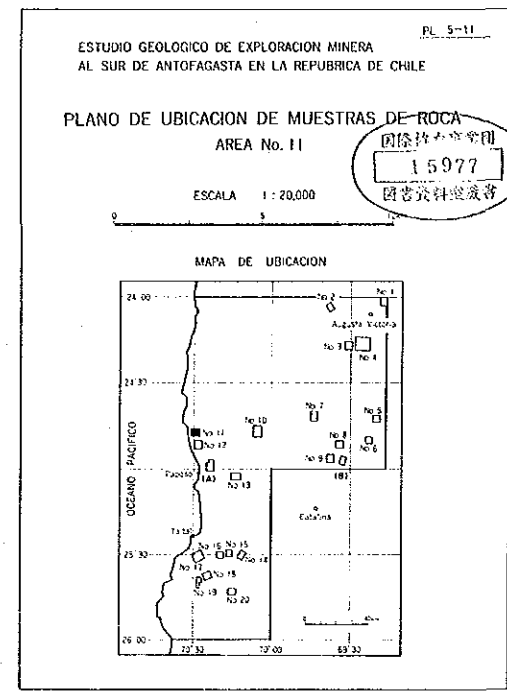 PL 5-11
ESTUDIO GEOLOGICO DE EXPLORACION MINERA
AL SUR DE ANTOFAGASTA EN LA REPUBRICA DE CHILE
PLANO DE UBICACION DE MUESTRAS DE ROCA
AREA No. 11
15977
ESCALA 1 : 20,000
0 5
MAPA DE UBICACION
24°00'
No 2
No 1
Augusta Victoria
No 3
No 4
24°30'
No 7
No 5
No 10
No 11
No 12
No 8
No 6
No 9
(A)
(B)
No 13
OCEANO PACIFICO
Catalina
Taltal
25°30'
No 16
No 15
No 14
No 17
No 18
No 19
No 20
26°00'
70°30'
70°00'
69°30'